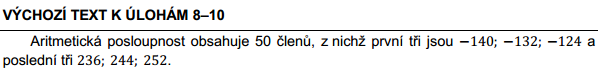 VÝCHOZÍ TEXT K ÚLOHÁM 8–10
Aritmetická posloupnost obsahuje 50 členů, z nichž první tři jsou −140; −132; −124 a
poslední tři 236; 244; 252.